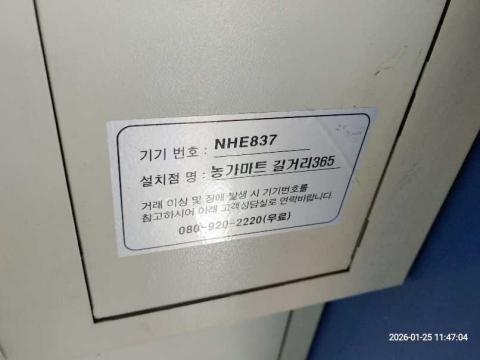 기기 번호 : NHE837
설치점 명 : 농가마트 길거리365
거래 이상 및 장애 발생 시 기기번호를
참고하시어 아래 고객상담실로 연락바랍니다.
080-920-2220(무료)
2026-01-25 11:47:04